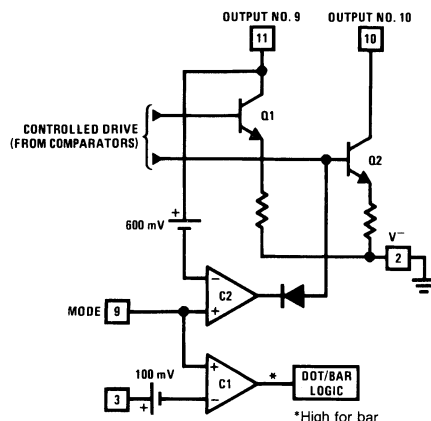 OUTPUT NO. 9
OUTPUT NO. 10
11
10
Q1
CONTROLLED DRIVE
(FROM COMPARATORS)
Q2
+
600 mV
V−
2
−
C2
MODE
9
+
+
*
DOT/BAR
LOGIC
100 mV
C1
3
+
−
*High for bar